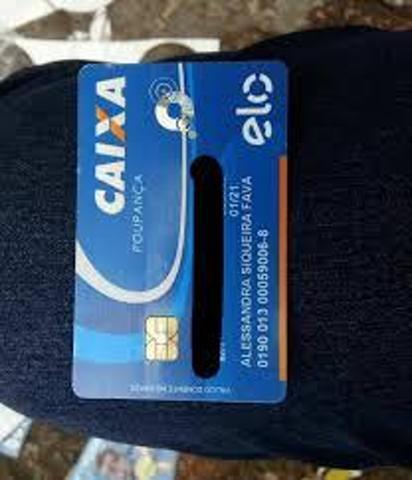 CAIXA
POUPANÇA
elo
01/21
ALESSANDRA SIQUEIRA FAVA
0190 013 00059006-8